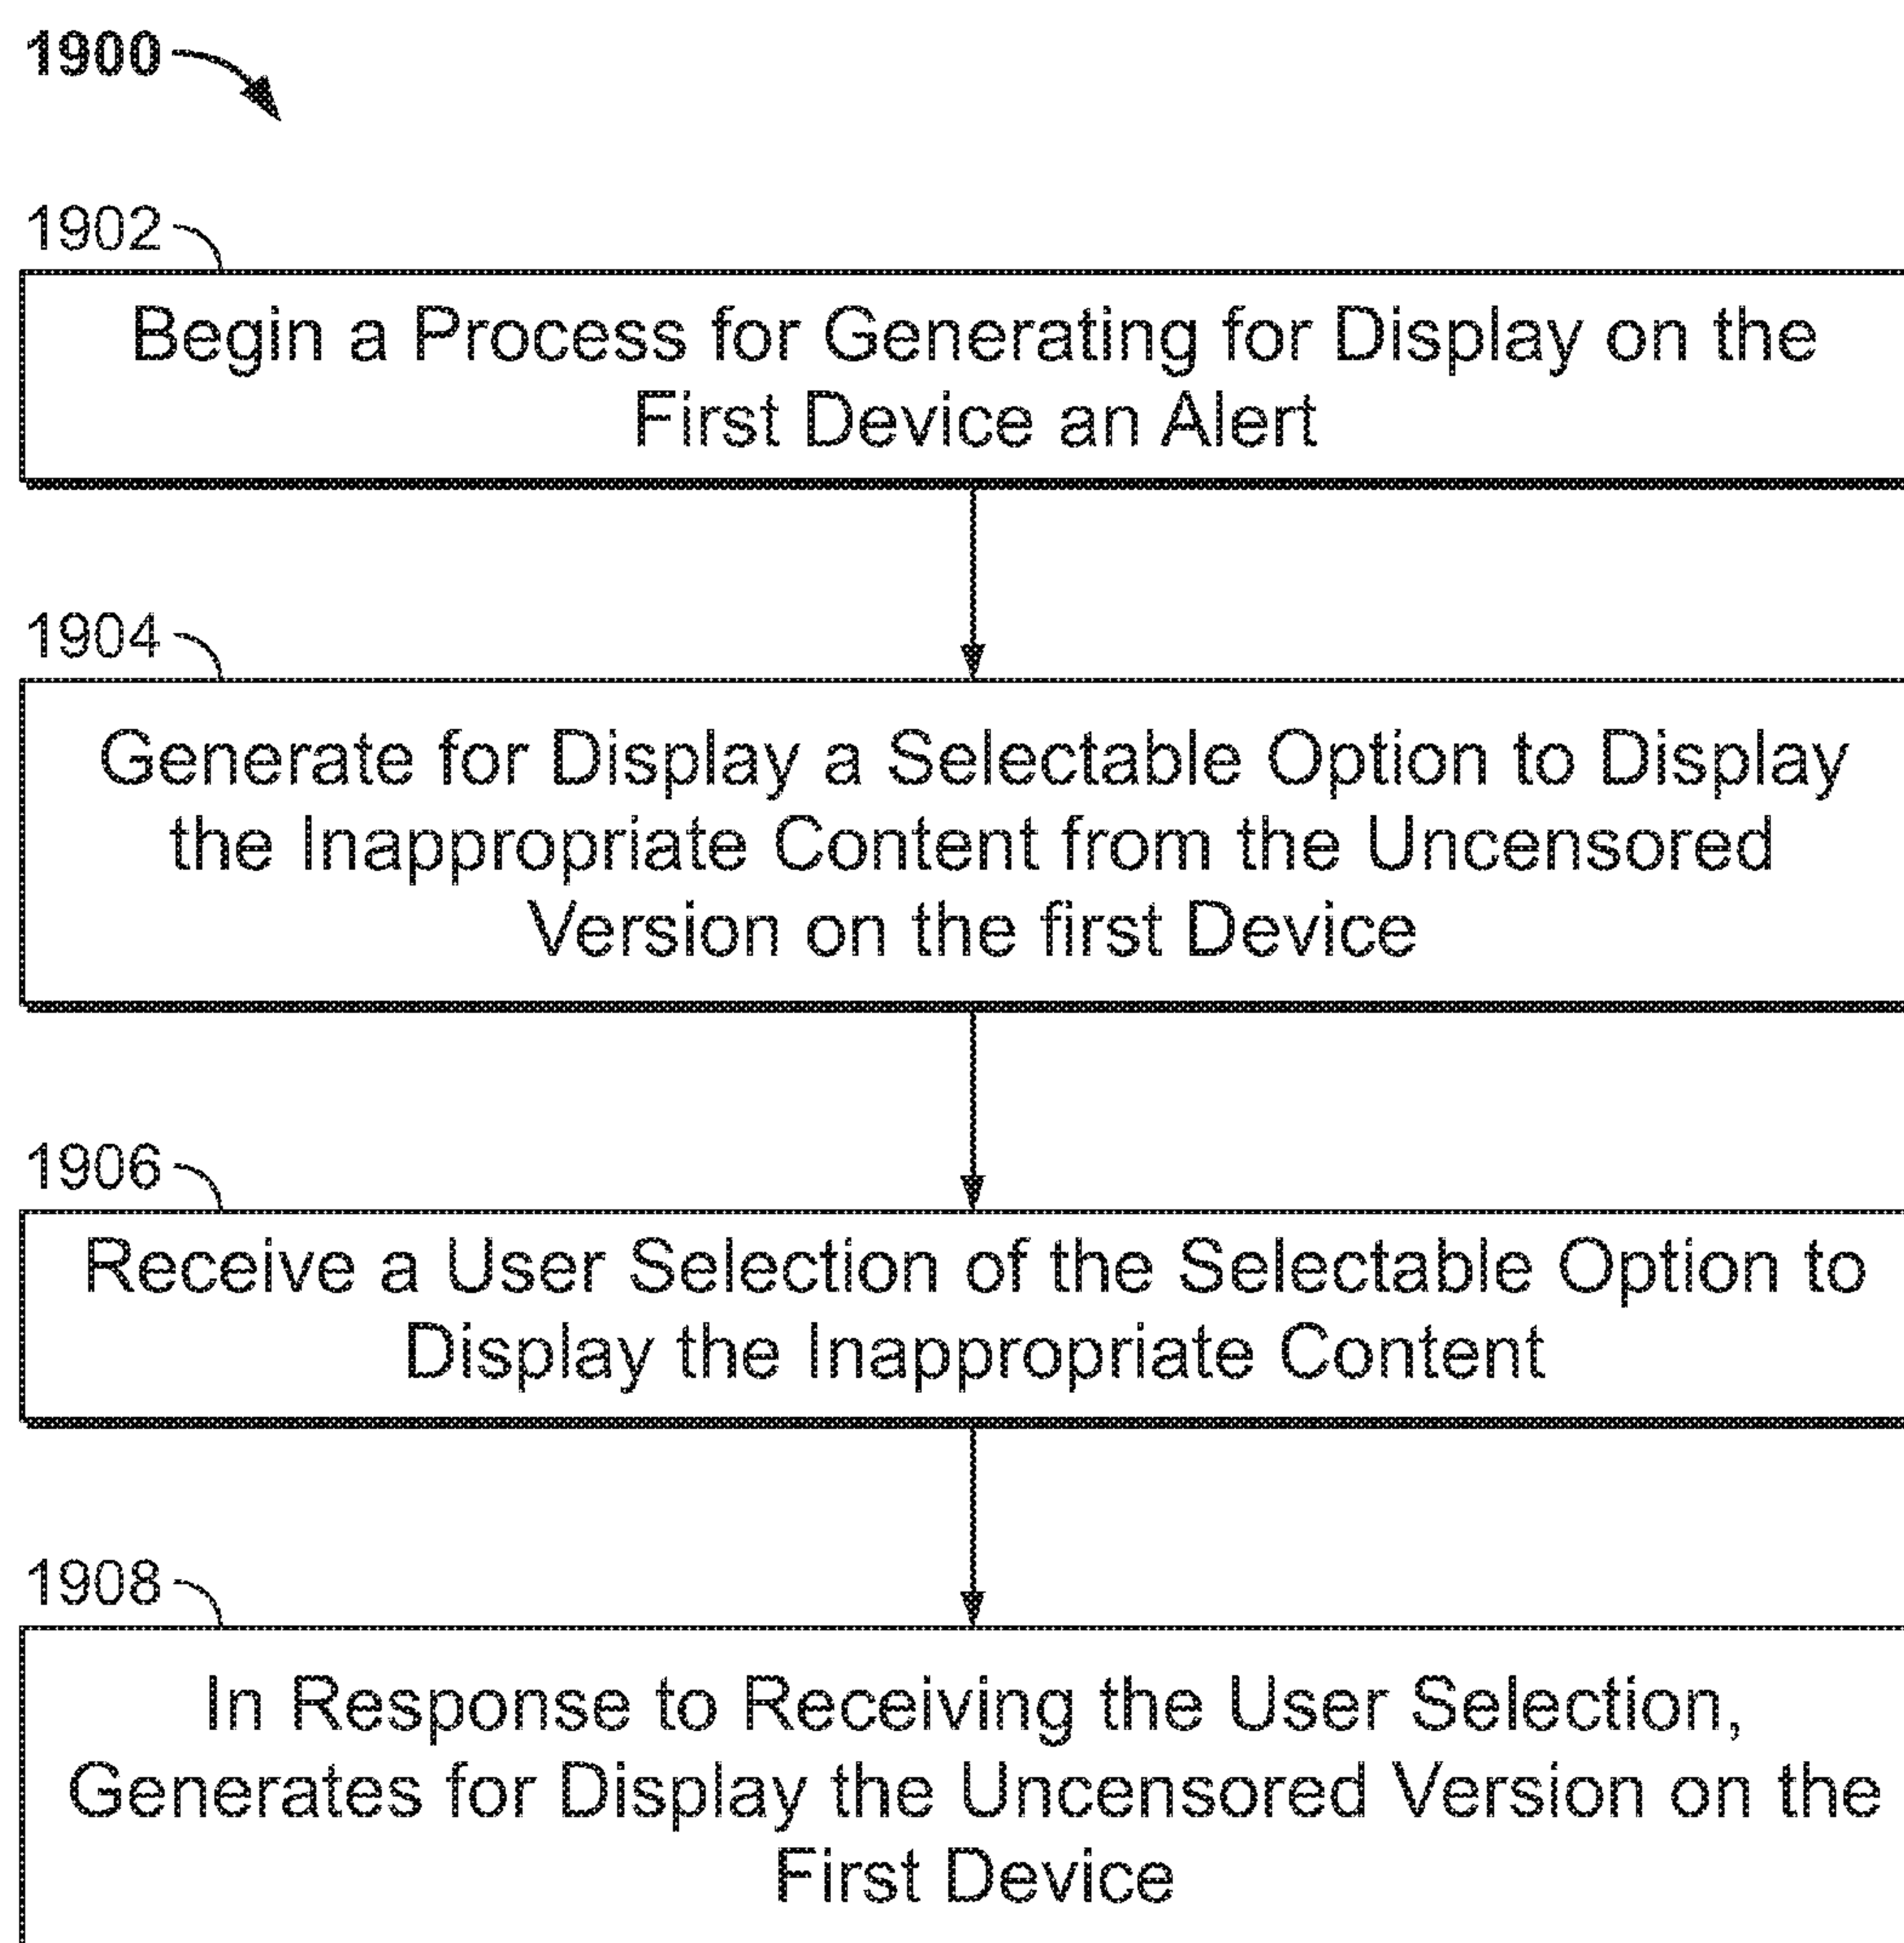 1900
1902
Begin a Process for Generating for Display on the
First Device an Alert
1904
Generate for Display a Selectable Option to Display
the Inappropriate Content from the Uncensored
Version on the first Device
1906
Receive a User Selection of the Selectable Option to
Display the Inappropriate Content
1908
In Response to Receiving the User Selection,
Generates for Display the Uncensored Version on the
First Device